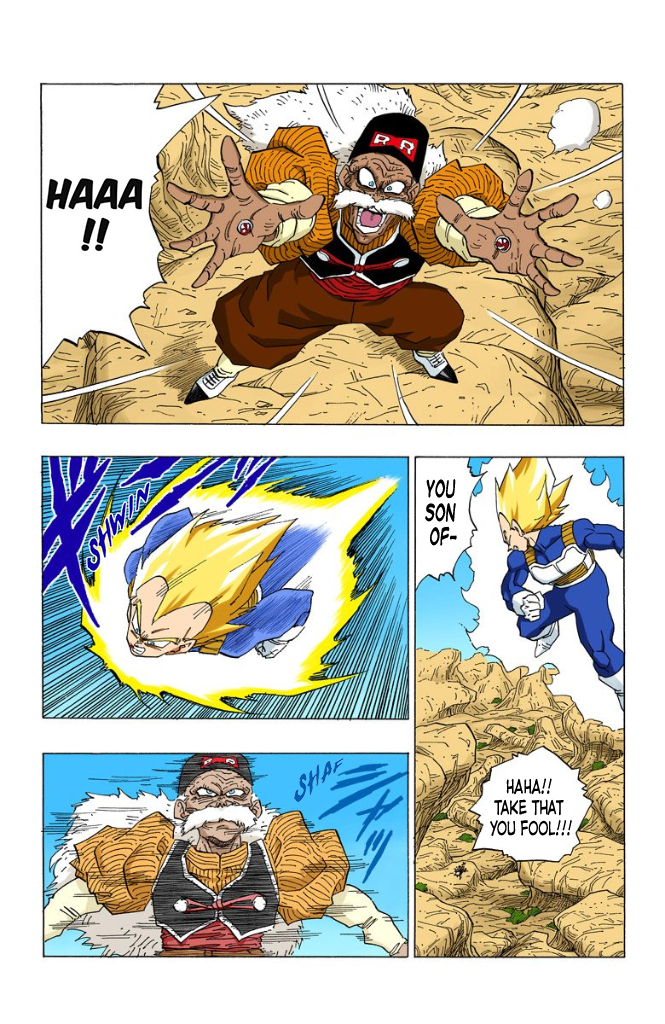 HAAA
!!
R R
YOU
SON
OF-
SHWIN
SHAF
R R
HAHA!!
TAKE THAT
YOU FOOL!!!